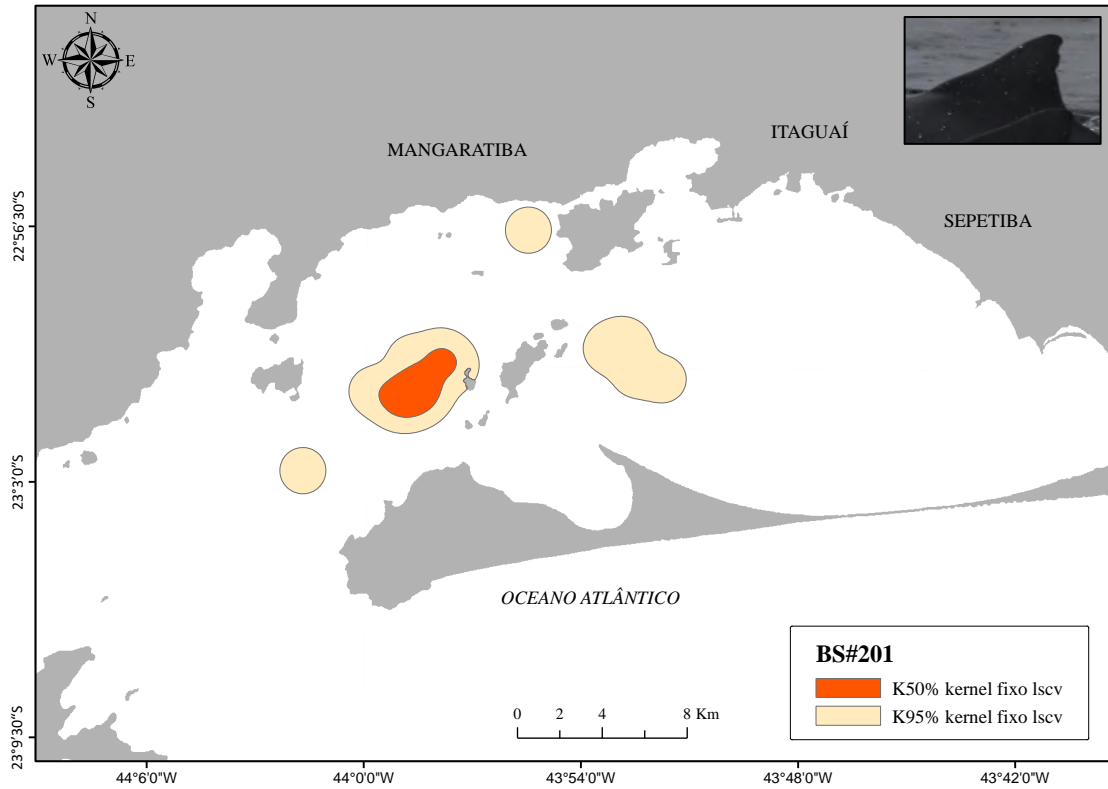 N
W E
S
MANGARATIBA
ITAGUAÍ
SEPETIBA
22°56'30"S
23°3'0"S
23°9'30"S
OCEANO ATLÂNTICO
BS#201
K50% kernel fixo lscv
K95% kernel fixo lscv
0 2 4 8 Km
44°6'0"W 44°0'0"W 43°54'0"W 43°48'0"W 43°42'0"W